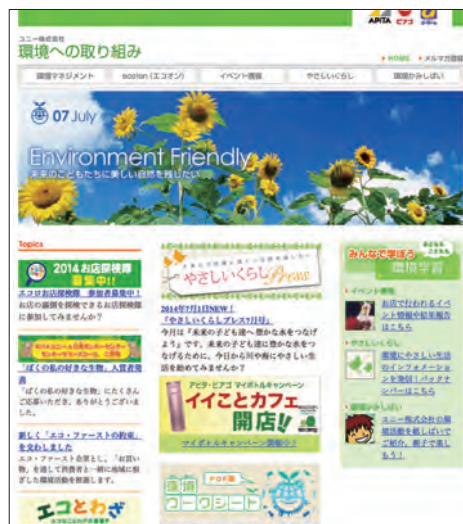 APITA ピアゴ
ユニー株式会社
環境への取り組み
HOME
メルマガ登録
環境マネジメント
ecolon (エコオン)
イベント情報
やさしいくらし
環境かみしばい
07 July
Environment Friendly
未来のこどもたちに美しい自然を残したい
Topics
2014お店探検隊
募集中!!
エコロお店探検隊 参加者募集中!
お店の裏側を探検できるお店探検隊
に参加してみませんか?
「ぼくの私の好きな生物」入賞者発
表
「ぼくの私の好きな生物」にたくさん
ご応募いただき、ありがとうございま
した。
新しく「エコ・ファーストの約束」
を交わしました
エコ・ファースト企業とし、「お買い
物」を通して消費者と一緒に地域に根
ざした環境活動を推進します。
エコとわざ
やさしいくらし Press
2014年7月1日NEW!
『やさしいくらしプレス7月号』
今月は『未来の子ども達へ豊かな水をつなげ
よう』です。未来の子ども達に豊かな水をつ
なげるために、今日から川や海にやさしい生
活を始めてみませんか?
アピタ・ピアゴ マイボトルキャンペーン
イイことカフェ
開店!!
マイボトルキャンペーン開催中!
PDF版
環境
ワークシート
みんなで学ぼう
子どもも
おとなも
環境学習
イベント情報
お店で行われるイベ
ント情報や結果報告
はこちら
やさしいくらし
環境にやさしい生活
のインフォメーショ
ンを発信!バックナ
ンバーはこちら
環境かみしばい
ユニー株式会社の環
境活動を紙しばいで
ご紹介。親子で楽し
もう!